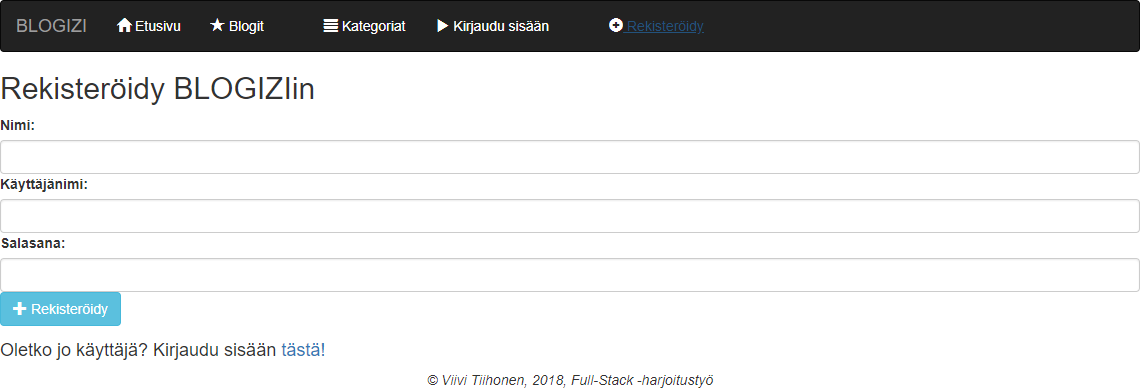 BLOGIZI Etusivu Blogit Kategoriat Kirjaudu sisään Rekisteröidy
Rekisteröidy BLOGIZIin
Nimi:
Käyttäjänimi:
Salasana:
Rekisteröidy
Oletko jo käyttäjä? Kirjaudu sisään tästä!
© Viivi Tiihonen, 2018, Full-Stack -harjoitustyö